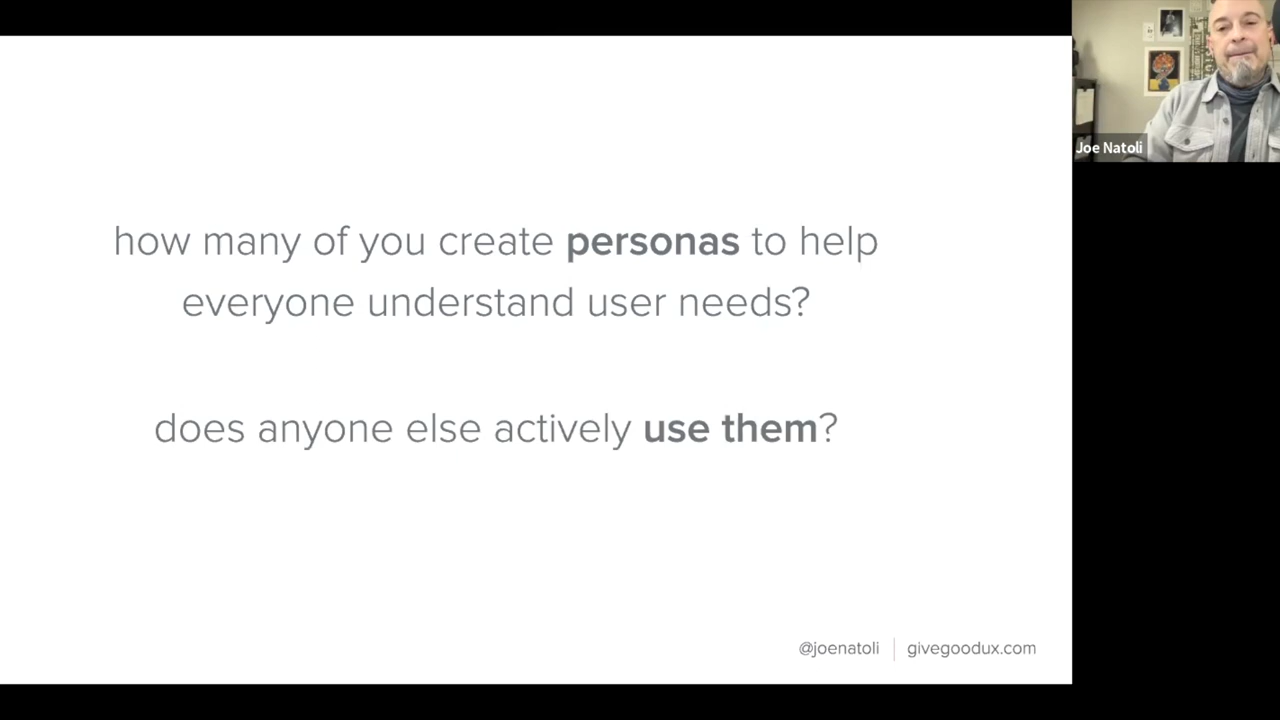 how many of you create personas to help
everyone understand user needs?
does anyone else actively use them?
@joenatoli | givegoodux.com
Joe Natoli